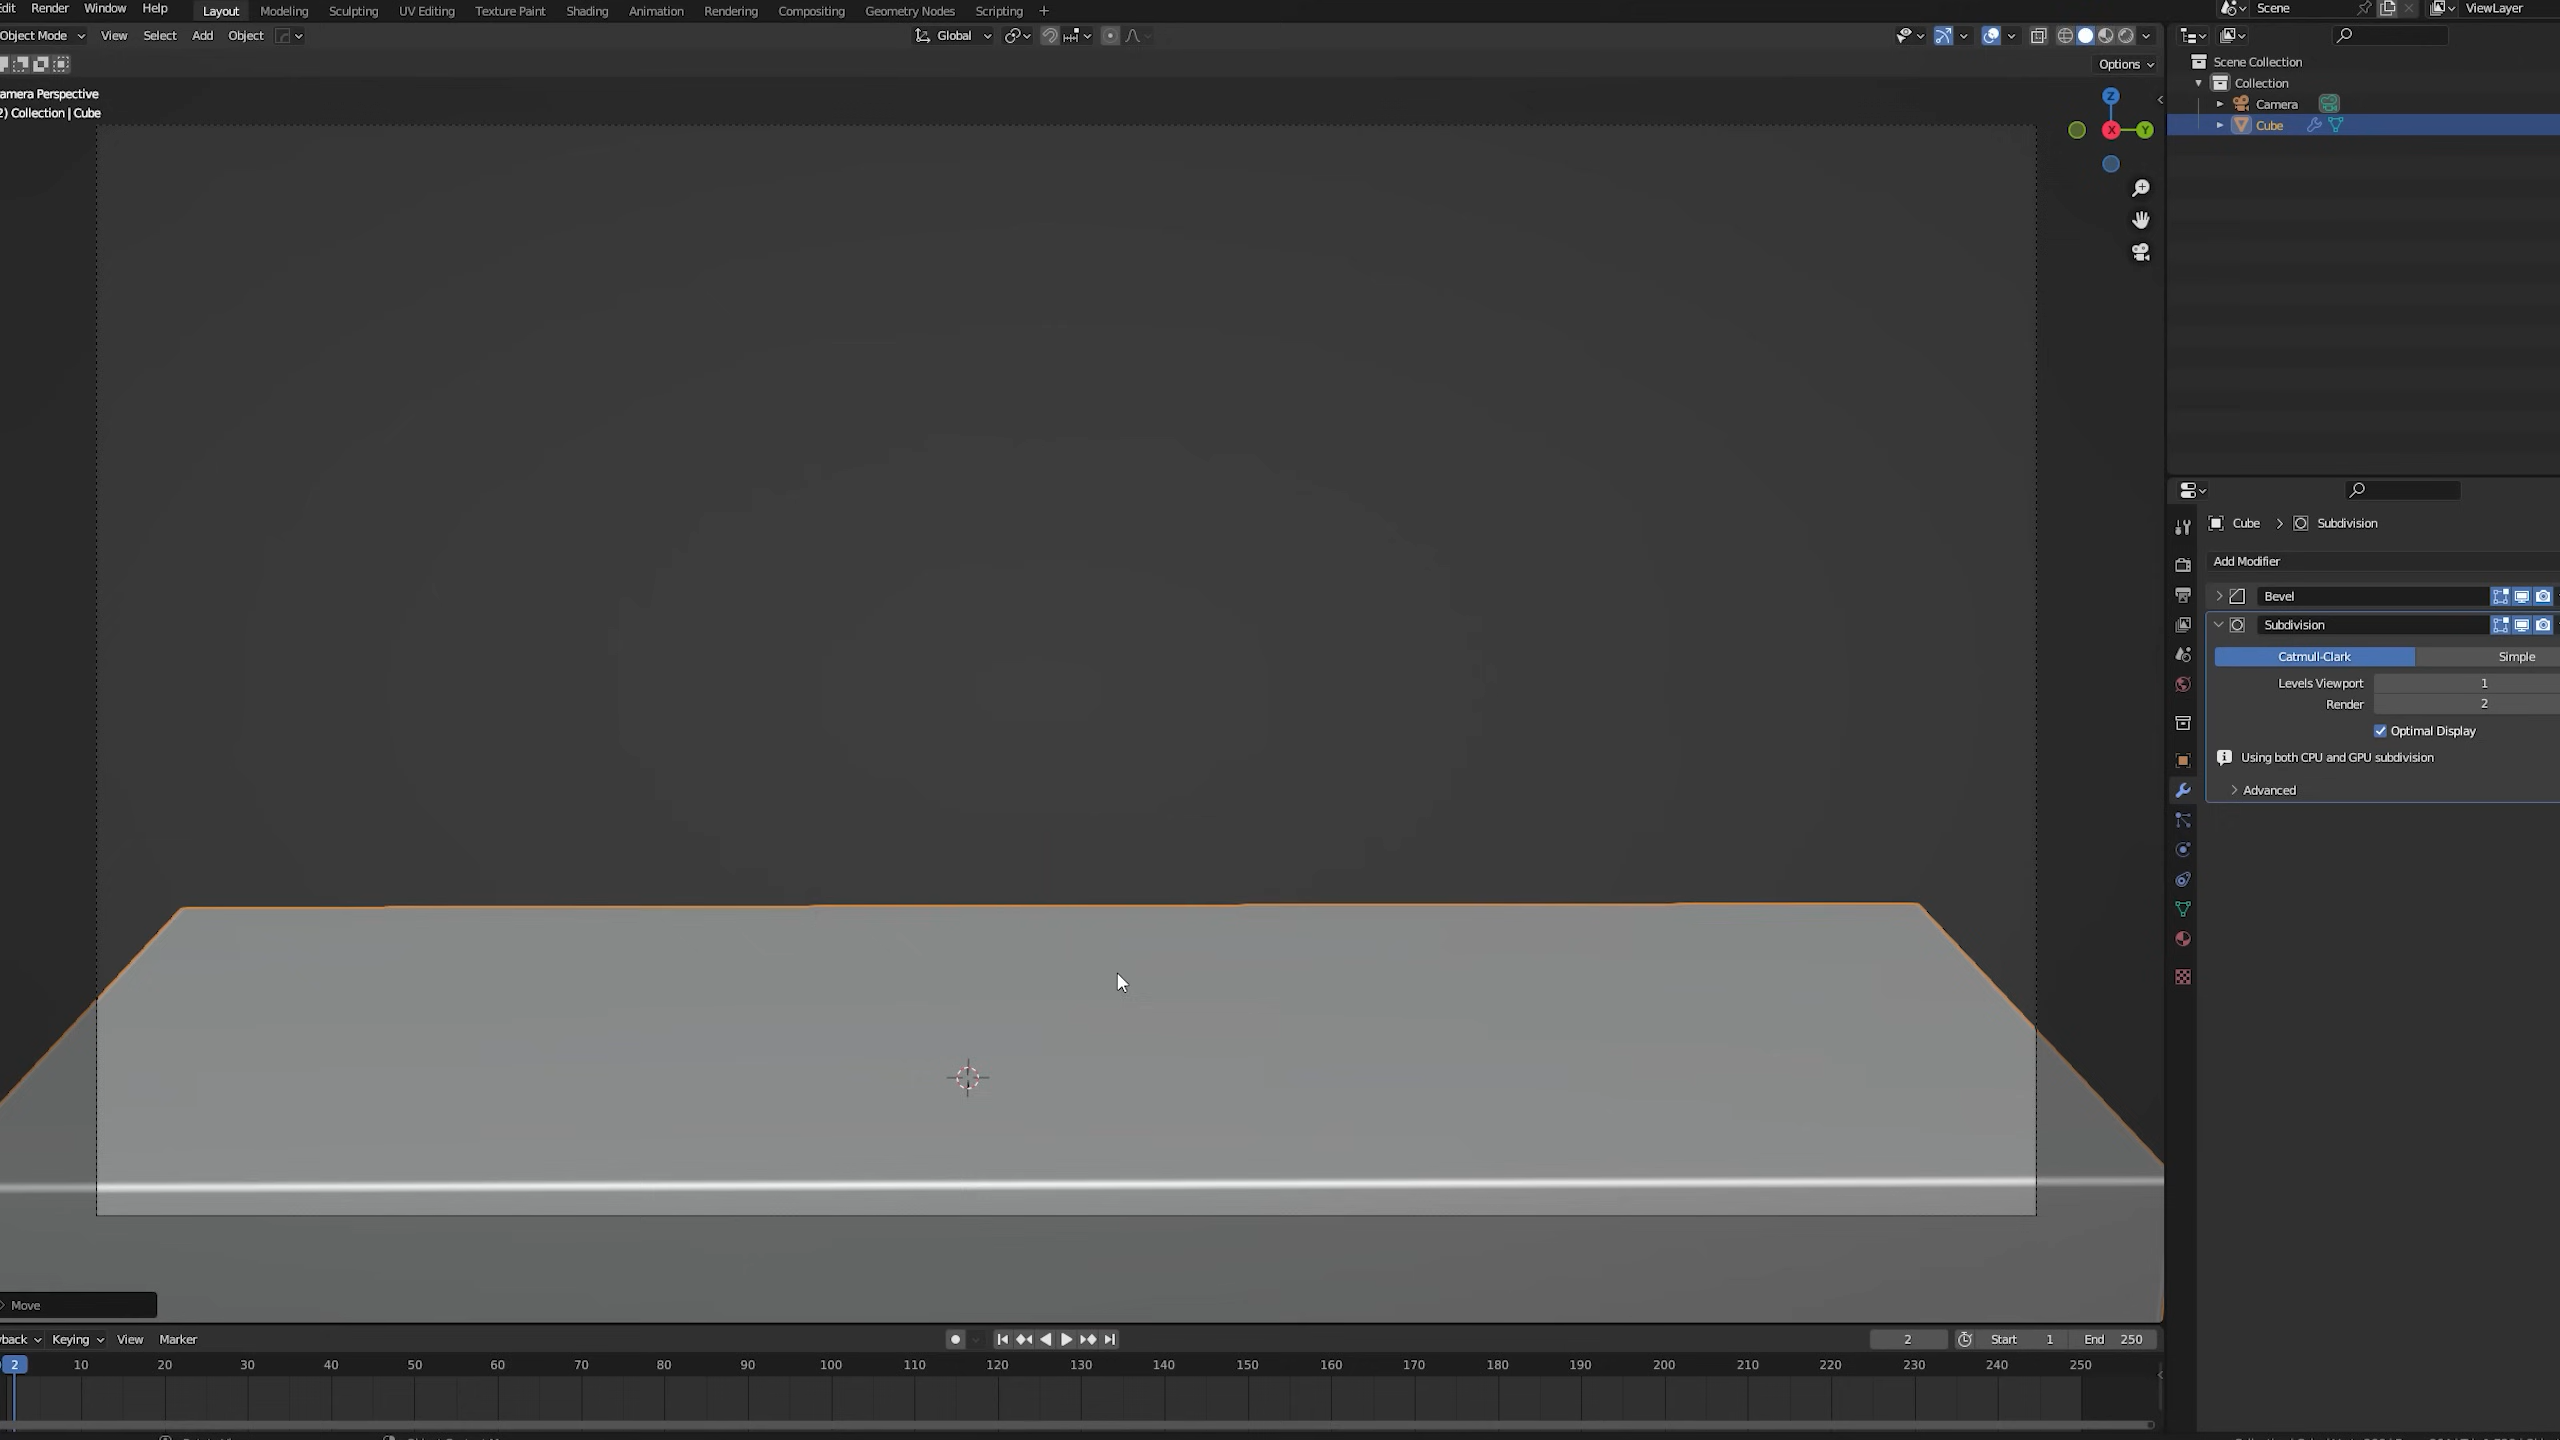 Edit Render Window Help Layout Modeling Sculpting UV Editing Texture Paint Shading Animation Rendering Compositing Geometry Nodes Scripting + Scene ViewLayer
Object Mode View Select Add Object Global
Options
amera Perspective
2) Collection | Cube
Z
X
Y
Scene Collection
Collection
Camera
Cube
Cube > Subdivision
Add Modifier
Bevel
Subdivision
Catmull-Clark Simple
Levels Viewport 1
Render 2
Optimal Display
Using both CPU and GPU subdivision
Advanced
Move
yback Keying View Marker 2 Start 1 End 250
2 10 20 30 40 50 60 70 80 90 100 110 120 130 140 150 160 170 180 190 200 210 220 230 240 250